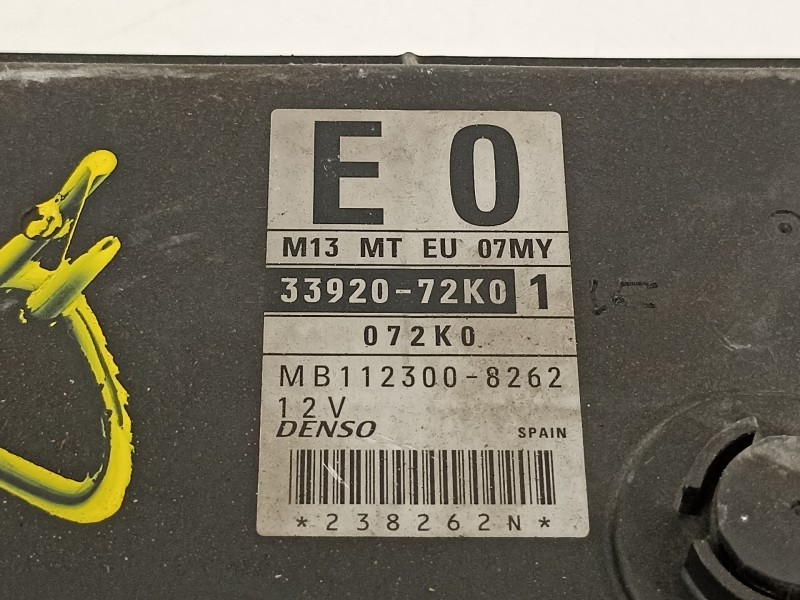 E 0
M13 MT EU 07MY
33920-72K0 1
072K0
MB112300-8262
12V
DENSO SPAIN
*238262N*